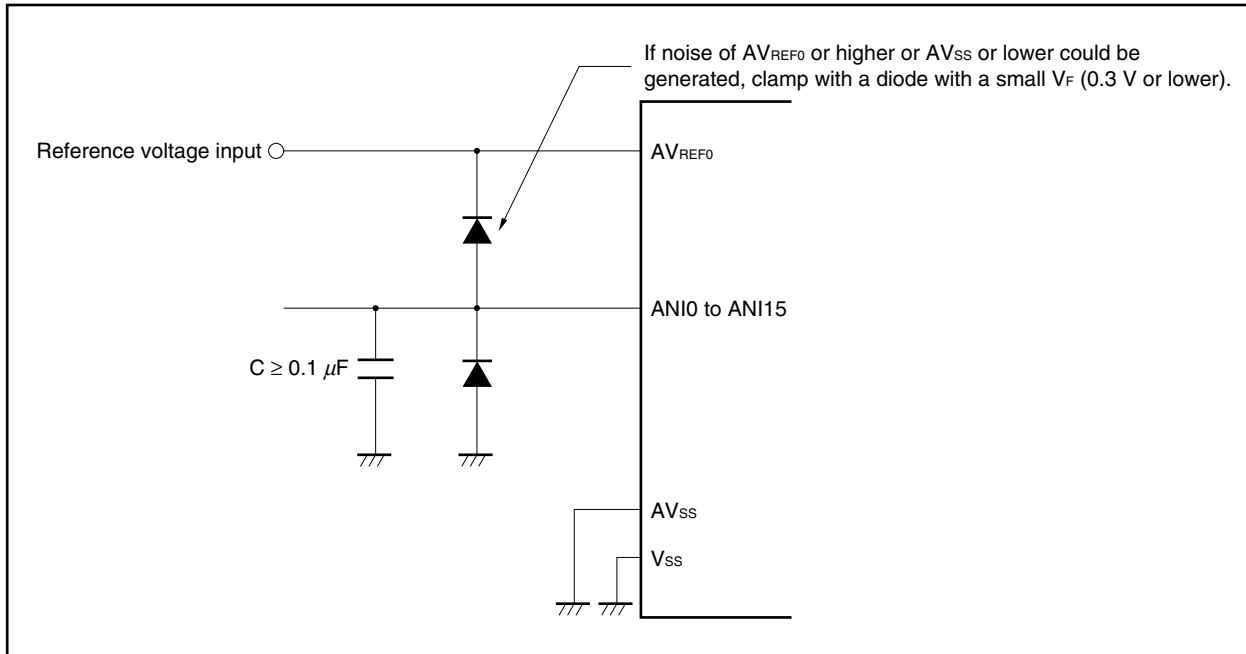 If noise of AVREF0 or higher or AVSS or lower could be
generated, clamp with a diode with a small VF (0.3 V or lower).
Reference voltage input
AVREF0
ANI0 to ANI15
C ≥ 0.1 μF
AVSS
VSS